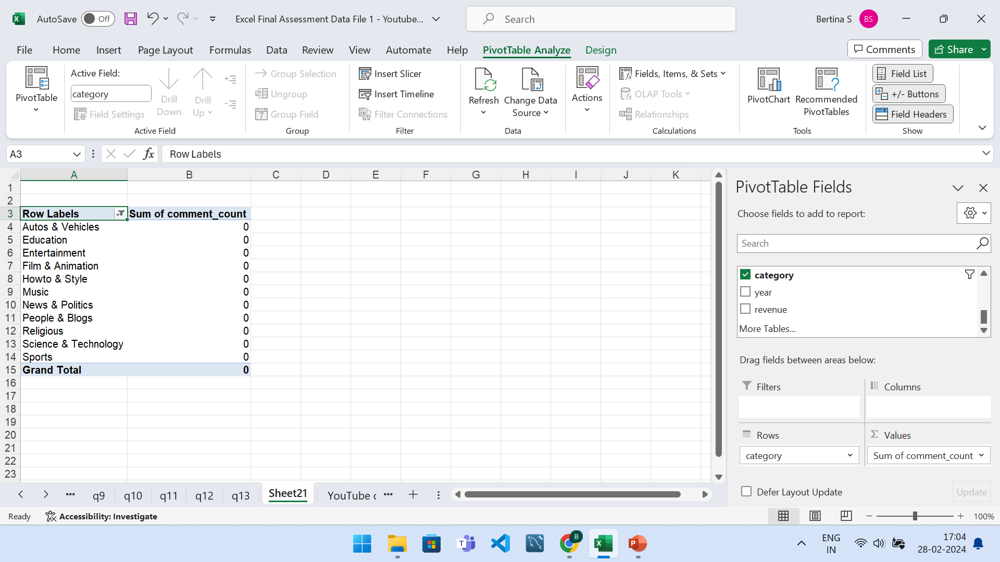 AutoSave Off Excel Final Assessment Data File 1 - Youtube... Search Bertina S BS
File Home Insert Page Layout Formulas Data Review View Automate Help PivotTable Analyze Design Comments Share
PivotTable
Active Field:
category
Field Settings
Drill Down
Drill Up
Active Field
Group Selection
Ungroup
7 Group Field
Group
Insert Slicer
Insert Timeline
Filter Connections
Filter
Refresh
Change Data Source
Data
Actions
Fields, Items, & Sets
OLAP Tools
Relationships
Calculations
PivotChart
Recommended PivotTables
Tools
Field List
+/- Buttons
Field Headers
Show
A3 fx Row Labels
A B C D E F G H I J K
1
2
3 Row Labels Sum of comment_count
4 Autos & Vehicles 0
5 Education 0
6 Entertainment 0
7 Film & Animation 0
8 Howto & Style 0
9 Music 0
10 News & Politics 0
11 People & Blogs 0
12 Religious 0
13 Science & Technology 0
14 Sports 0
15 Grand Total 0
16
17
18
19
20
21
22
23
PivotTable Fields
Choose fields to add to report:
Search
category
year
revenue
More Tables...
Drag fields between areas below:
Filters Columns
Rows Σ Values
category Sum of comment_count
Defer Layout Update Update
... q9 q10 q11 q12 q13 Sheet21 YouTube ...
Ready Accessibility: Investigate 100%
ENG
IN
17:04
28-02-2024